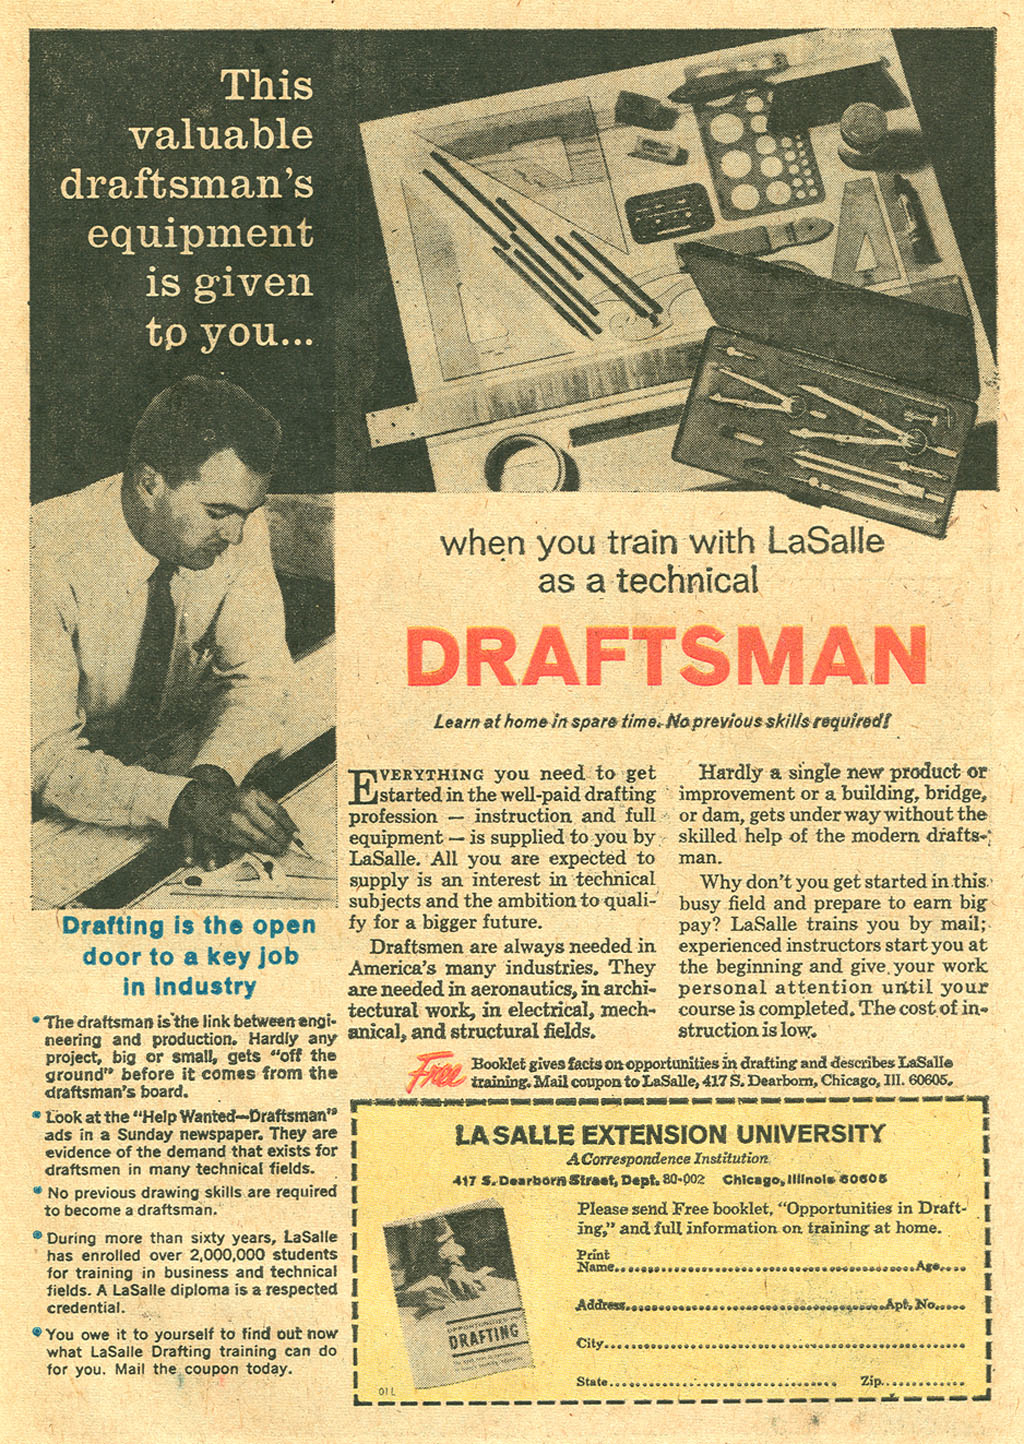 This
valuable
draftsman's
equipment
is given
to you...
when you train with LaSalle
as a technical
DRAFTSMAN
Learn at home in spare time. No previous skills required!
Drafting is the open
door to a key job
in industry
• The draftsman is the link between engi-
neering and production. Hardly any
project, big or small, gets "off the
ground" before it comes from the
draftsman's board.
• Look at the "Help Wanted—Draftsman"
ads in a Sunday newspaper. They are
evidence of the demand that exists for
draftsmen in many technical fields.
• No previous drawing skills are required
to become a draftsman.
• During more than sixty years, LaSalle
has enrolled over 2,000,000 students
for training in business and technical
fields. A LaSalle diploma is a respected
credential.
• You owe it to yourself to find out now
what LaSalle Drafting training can do
for you. Mail the coupon today.
EVERYTHING you need to get
started in the well-paid drafting
profession — instruction and full
equipment — is supplied to you by
LaSalle. All you are expected to
supply is an interest in technical
subjects and the ambition to quali-
fy for a bigger future.
Draftsmen are always needed in
America's many industries. They
are needed in aeronautics, in archi-
tectural work, in electrical, mech-
anical, and structural fields.
Hardly a single new product or
improvement or a building, bridge,
or dam, gets under way without the
skilled help of the modern drafts-
man.
Why don't you get started in this
busy field and prepare to earn big
pay? LaSalle trains you by mail;
experienced instructors start you at
the beginning and give your work
personal attention until your
course is completed. The cost of in-
struction is low.
Free Booklet gives facts on opportunities in drafting and describes LaSalle
training. Mail coupon to LaSalle, 417 S. Dearborn, Chicago, Ill. 60605.
LA SALLE EXTENSION UNIVERSITY
A Correspondence Institution
417 S. Dearborn Street, Dept. 80-002 Chicago, Illinois 60605
Please send Free booklet, "Opportunities in Draft-
ing," and full information on training at home.
Print
Name..........Age....
Address..........Apt. No.....
City..........
State.......... Zip..........
OPPORTUNITIES IN
DRAFTING
01 L